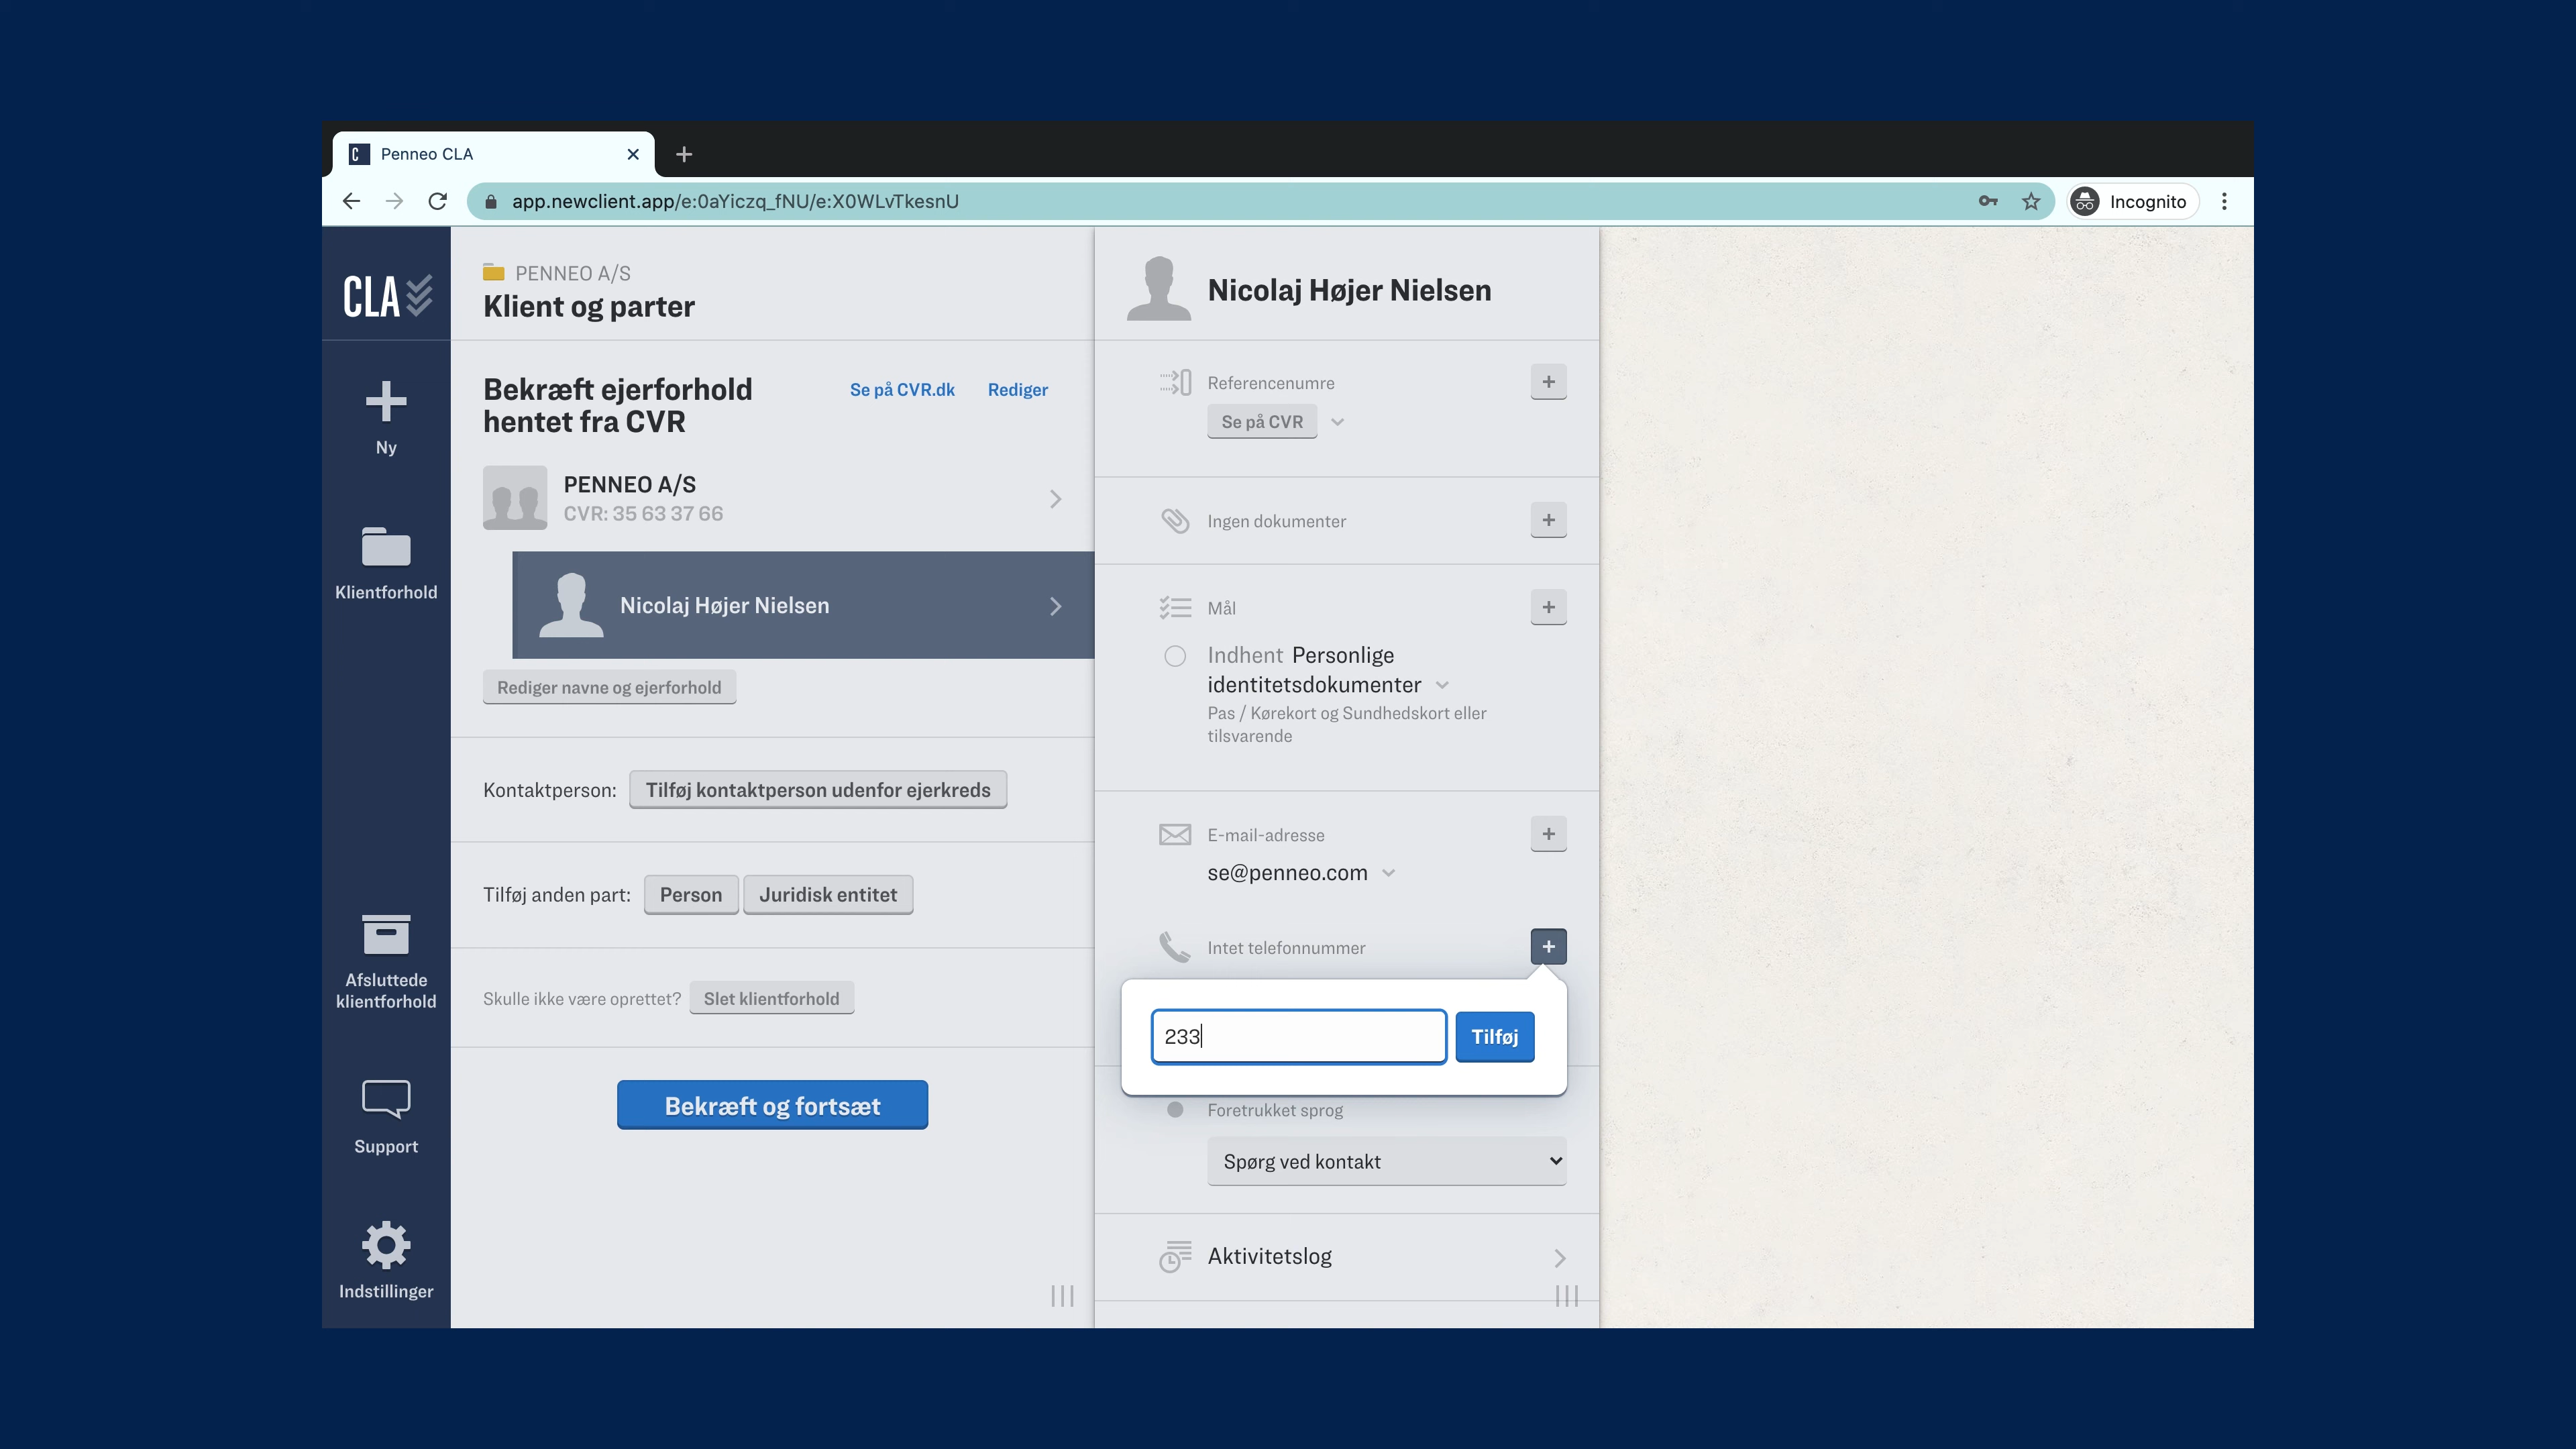 Penneo CLA
app.newclient.app/e:0aYiczq_fNU/e:X0WLvTkesnU
Incognito
CLA
Ny
Klientforhold
Afsluttede
klientforhold
Support
Indstillinger
PENNEO A/S
Klient og parter
Bekræft ejerforhold
hentet fra CVR
Se på CVR.dk
Rediger
PENNEO A/S
CVR: 35 63 37 66
Nicolaj Højer Nielsen
Rediger navne og ejerforhold
Kontaktperson: Tilføj kontaktperson udenfor ejerkreds
Tilføj anden part: Person Juridisk entitet
Skulle ikke være oprettet? Slet klientforhold
Bekræft og fortsæt
Nicolaj Højer Nielsen
Referencenumre
Se på CVR
Ingen dokumenter
Mål
Indhent Personlige
identitetsdokumenter
Pas / Kørekort og Sundhedskort eller
tilsvarende
E-mail-adresse
se@penneo.com
Intet telefonnummer
233 Tilføj
Foretrukket sprog
Spørg ved kontakt
Aktivitetslog